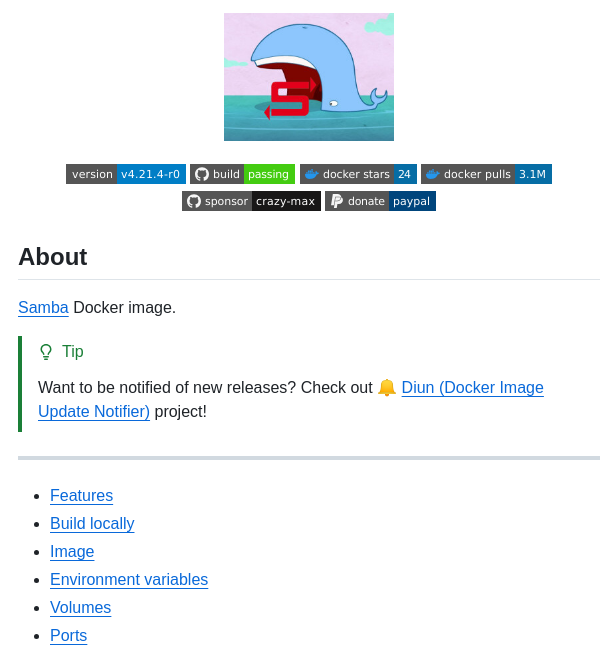 version v4.21.4-r0 build passing docker stars 24 docker pulls 3.1M
sponsor crazy-max donate paypal
About
Samba Docker image.
Tip
Want to be notified of new releases? Check out 🔔 Diun (Docker Image
Update Notifier) project!
Features
Build locally
Image
Environment variables
Volumes
Ports